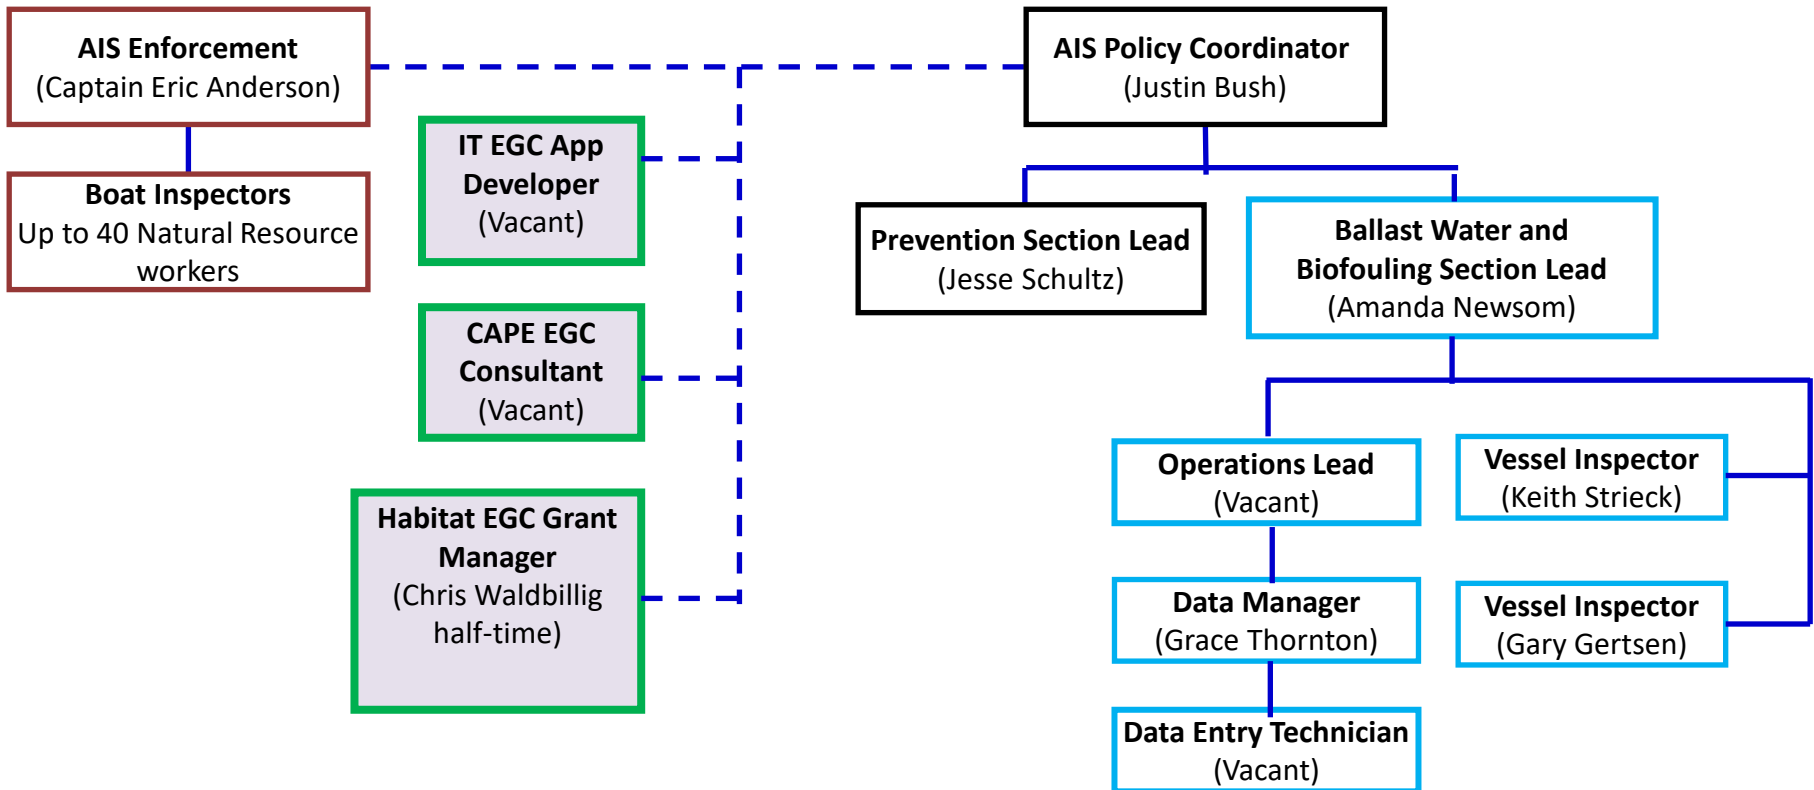 AIS Enforcement
(Captain Eric Anderson)
Boat Inspectors
Up to 40 Natural Resource
workers
IT EGC App
Developer
(Vacant)
CAPE EGC
Consultant
(Vacant)
Habitat EGC Grant
Manager
(Chris Waldbillig
half-time)
AIS Policy Coordinator
(Justin Bush)
Prevention Section Lead
(Jesse Schultz)
Ballast Water and
Biofouling Section Lead
(Amanda Newsom)
Operations Lead
(Vacant)
Data Manager
(Grace Thornton)
Data Entry Technician
(Vacant)
Vessel Inspector
(Keith Strieck)
Vessel Inspector
(Gary Gertsen)